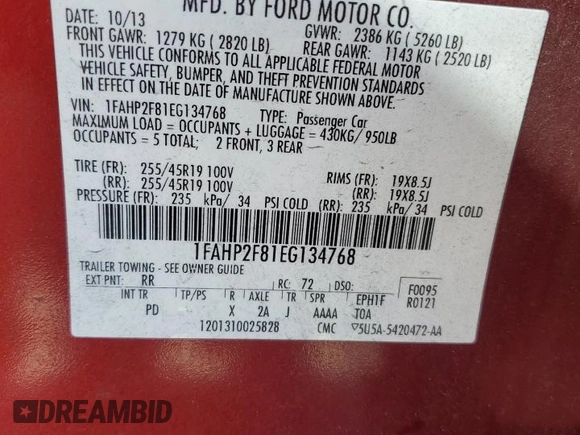 MFD. BY FORD MOTOR CO.
DATE: 10/13 GVWR: 2386 KG (5260 LB)
FRONT GAWR: 1279 KG (2820 LB) REAR GAWR: 1143 KG (2520 LB)
THIS VEHICLE CONFORMS TO ALL APPLICABLE FEDERAL MOTOR
VEHICLE SAFETY, BUMPER, AND THEFT PREVENTION STANDARDS
IN EFFECT ON THE DATE OF MANUFACTURE SHOWN ABOVE.
VIN: 1FAHP2F81EG134768 TYPE: Passenger Car
MAXIMUM LOAD = OCCUPANTS + LUGGAGE = 430KG/950LB
OCCUPANTS = 5 TOTAL; 2 FRONT, 3 REAR
TIRE (FR): 255/45R19 100V RIMS (FR): 19X8.5J
(RR): 255/45R19 100V (RR): 19X8.5J
PRESSURE (FR): 235 kPa/ 34 PSI COLD (RR): 235 kPa/ 34 PSI COLD
1FAHP2F81EG134768
TRAILER TOWING - SEE OWNER GUIDE
EXT PNT: RR RC: 72 DSO: F0095
INT TR TP/PS R AXLE TR SPR EPH1F R0121
PD X 2A J AAAA TOA
1201310025828 CMC ▽5U5A-5420472-AA
DREAMBID